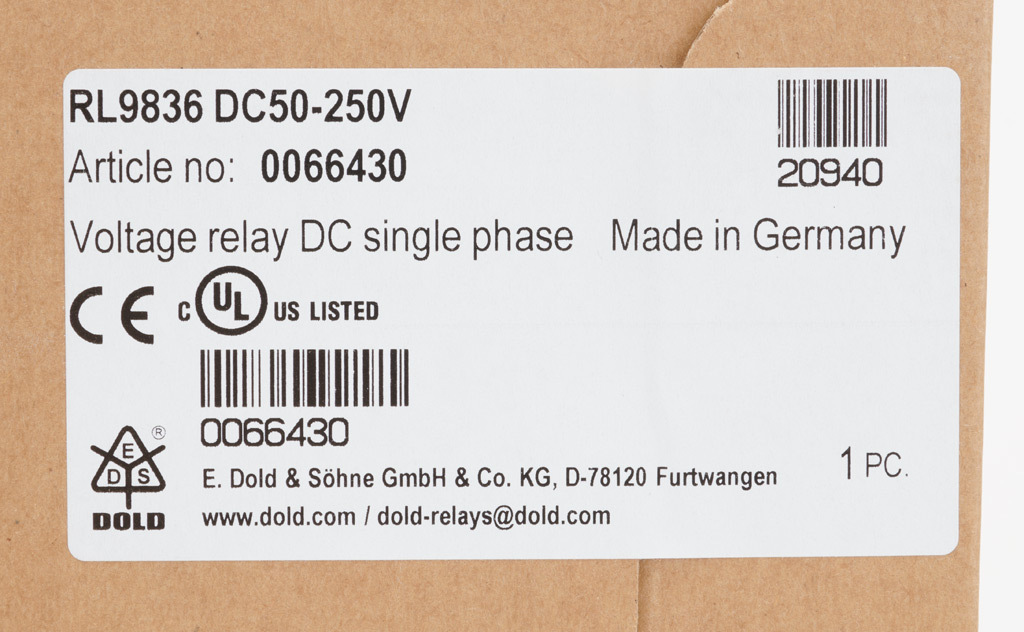 RL9836 DC50-250V
20940
Article no: 0066430
Voltage relay DC single phase Made in Germany
CE C UL US LISTED
0066430
®
E
D S
DOLD
E. Dold & Söhne GmbH & Co. KG, D-78120 Furtwangen
www.dold.com / dold-relays@dold.com
1 PC.